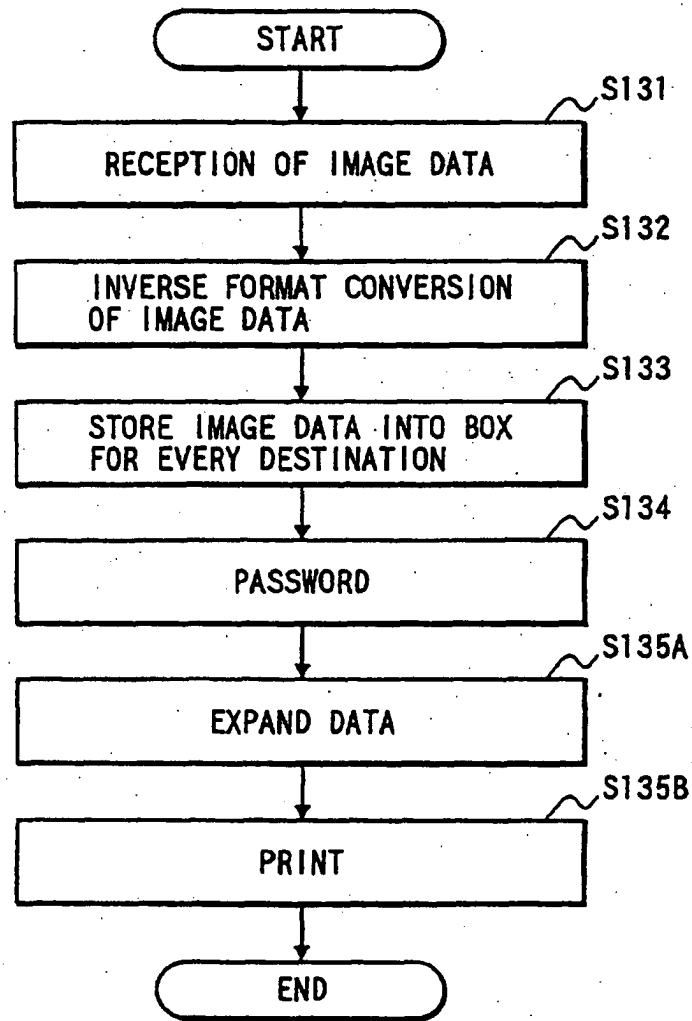 START
S131
RECEPTION OF IMAGE DATA
S132
INVERSE FORMAT CONVERSION
OF IMAGE DATA
S133
STORE IMAGE DATA INTO BOX
FOR EVERY DESTINATION
S134
PASSWORD
S135A
EXPAND DATA
S135B
PRINT
END